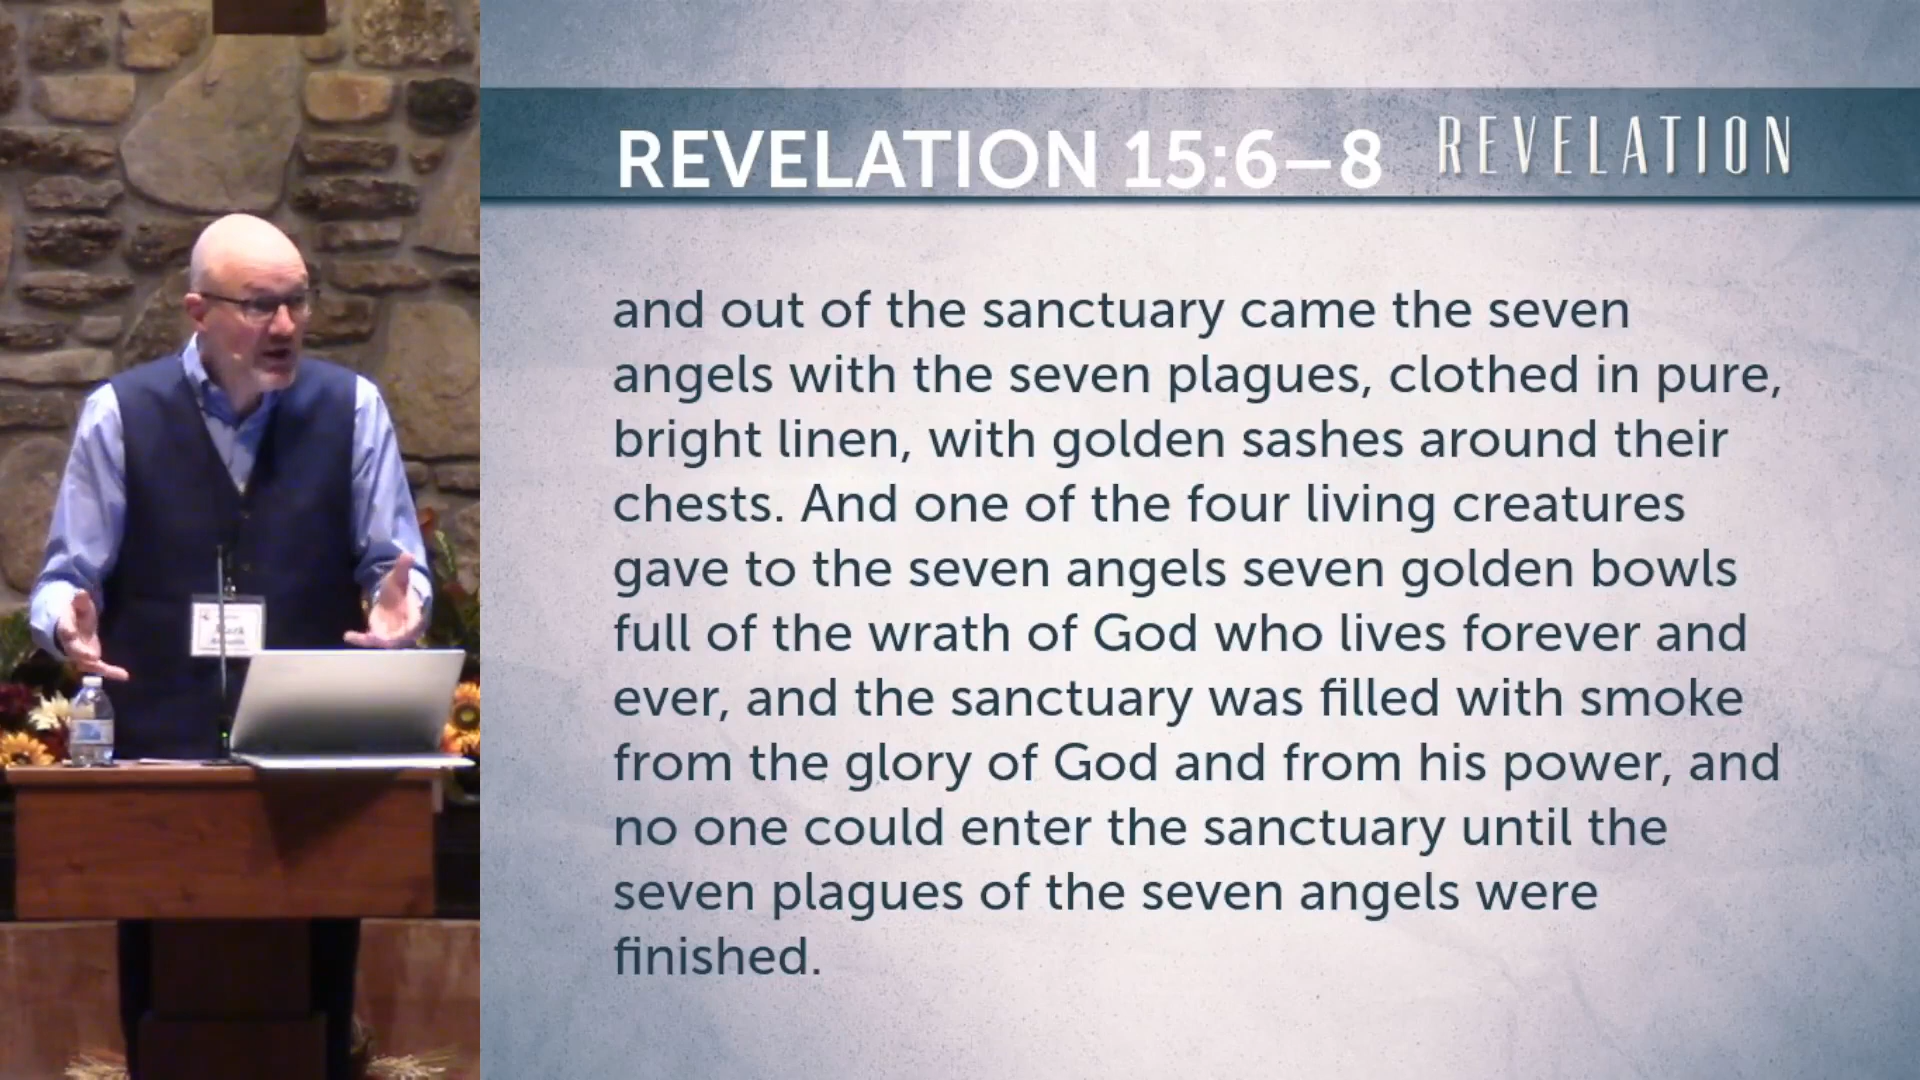 REVELATION 15:6–8
REVELATION
and out of the sanctuary came the seven
angels with the seven plagues, clothed in pure,
bright linen, with golden sashes around their
chests. And one of the four living creatures
gave to the seven angels seven golden bowls
full of the wrath of God who lives forever and
ever, and the sanctuary was filled with smoke
from the glory of God and from his power, and
no one could enter the sanctuary until the
seven plagues of the seven angels were
finished.